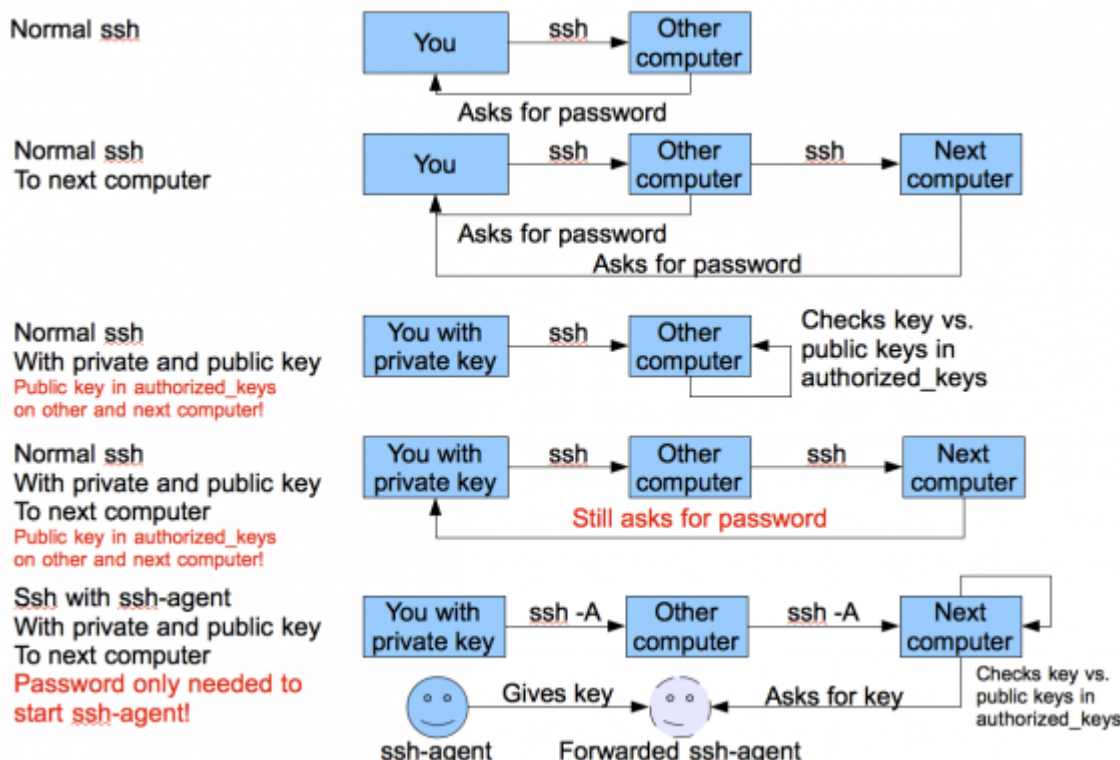 Normal ssh
You
ssh
Other
computer
Asks for password
Normal ssh
To next computer
You
ssh
Other
computer
ssh
Next
computer
Asks for password
Asks for password
Normal ssh
With private and public key
Public key in authorized_keys
on other and next computer!
You with
private key
ssh
Other
computer
Checks key vs.
public keys in
authorized_keys
Normal ssh
With private and public key
To next computer
Public key in authorized_keys
on other and next computer!
You with
private key
ssh
Other
computer
ssh
Next
computer
Still asks for password
Ssh with ssh-agent
With private and public key
To next computer
Password only needed to
start ssh-agent!
You with
private key
ssh -A
Other
computer
ssh -A
Next
computer
Checks key vs.
public keys in
authorized_keys
Gives key
Asks for key
ssh-agent
Forwarded ssh-agent